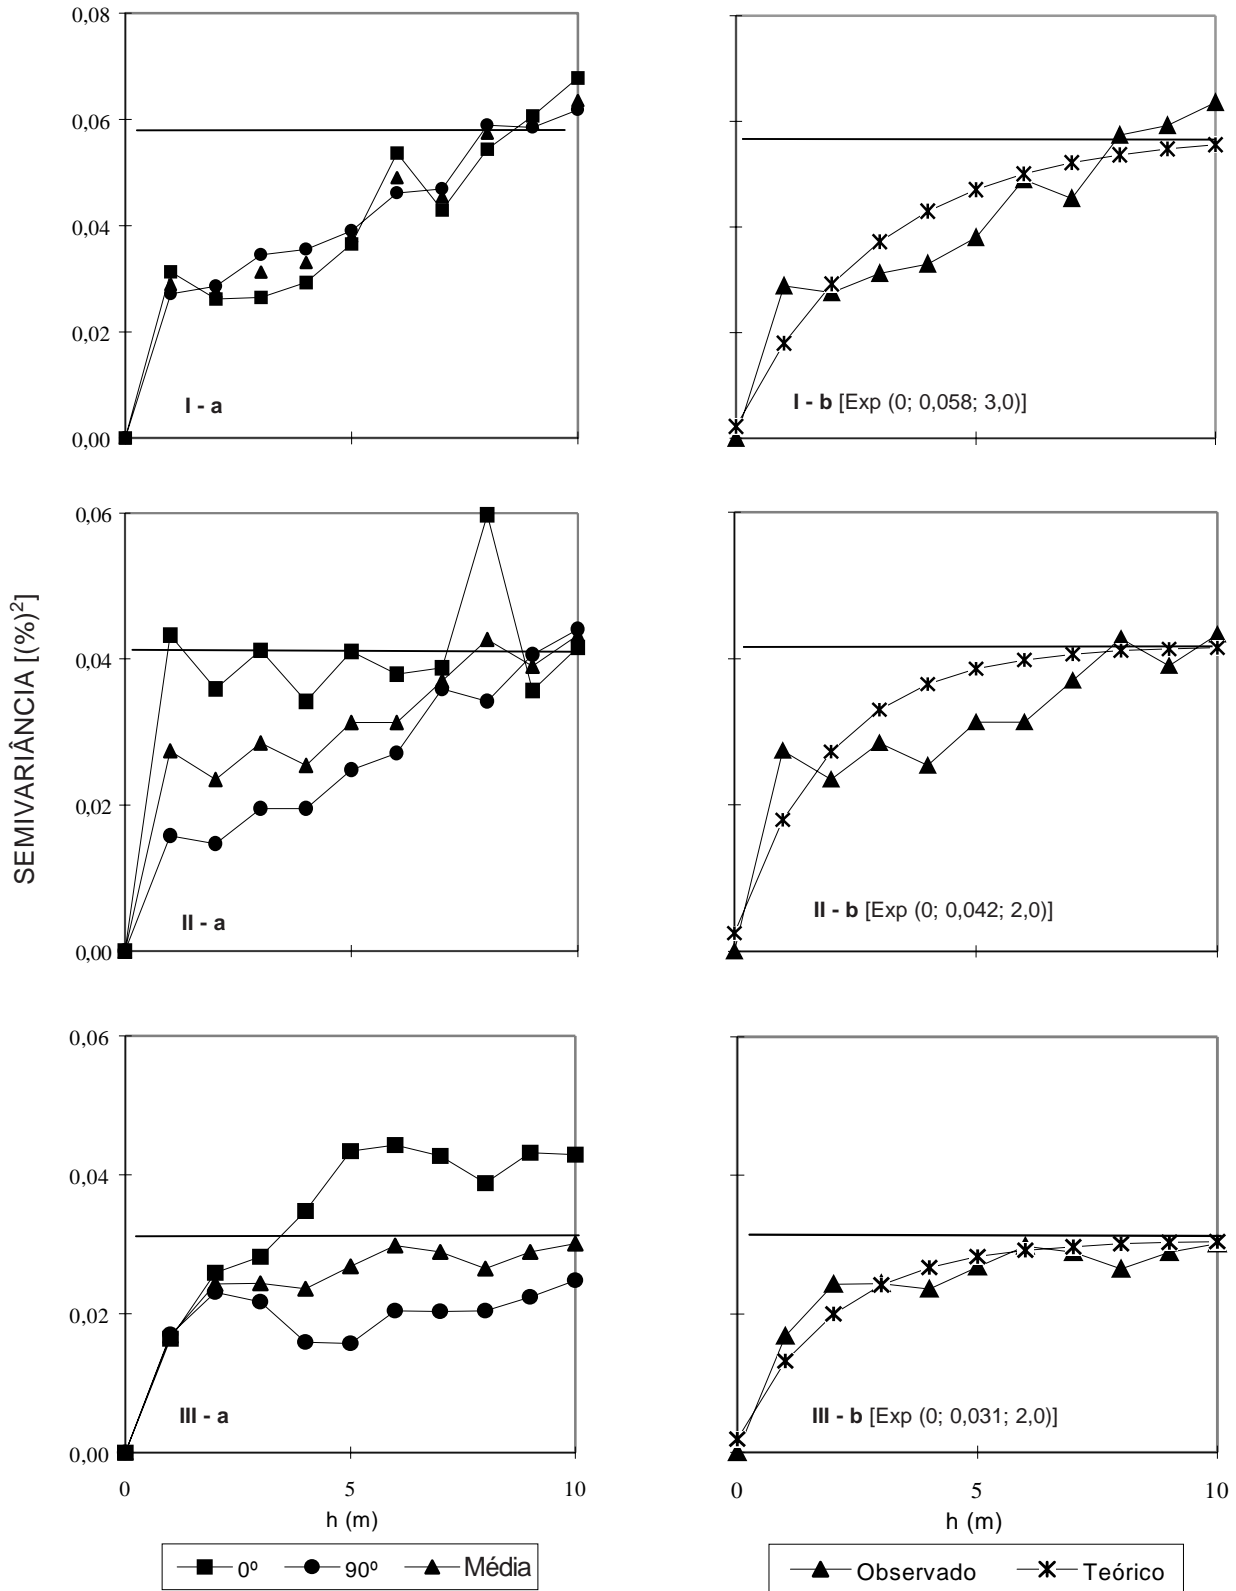 SEMIVARIÂNCIA [(%)²]
0,08
0,06
0,04
0,02
0,00
I - a
I - b [Exp (0; 0,058; 3,0)]
0,06
0,04
0,02
0,00
II - a
II - b [Exp (0; 0,042; 2,0)]
0,06
0,04
0,02
0,00
III - a
III - b [Exp (0; 0,031; 2,0)]
0 5 10
h (m)
0 5 10
h (m)
0º 90º Média
Observado Teórico